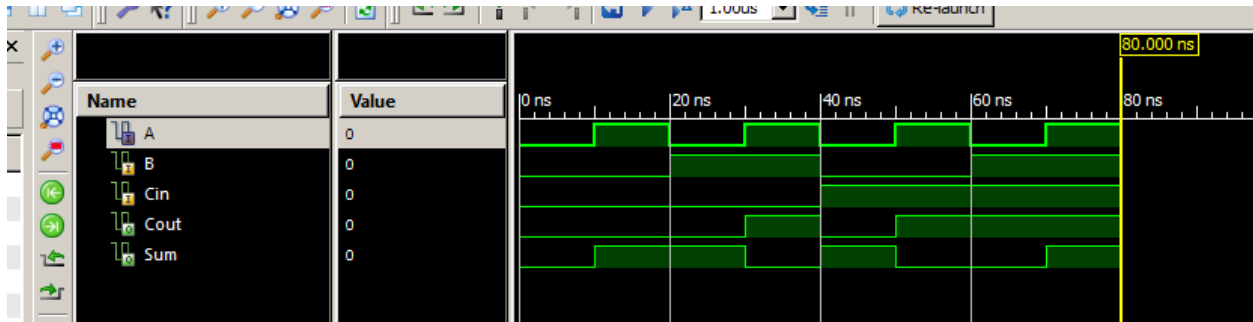 1.00us Re-launch
80.000 ns
Name Value 0 ns 20 ns 40 ns 60 ns 80 ns
A 0
B 0
Cin 0
Cout 0
Sum 0